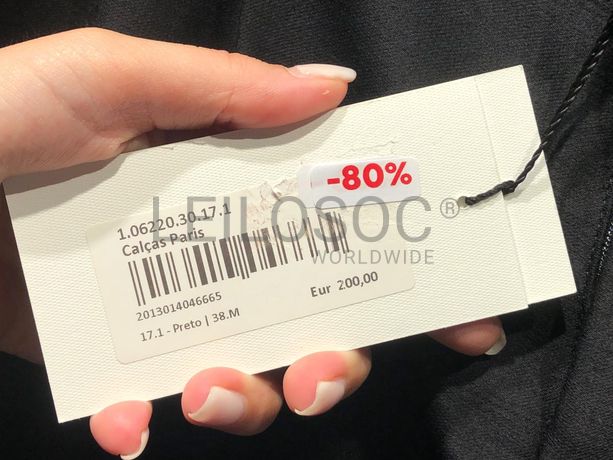 -80%
1.06220.30.17.1
Calças Paris
LEILOSOC®
WORLDWIDE
2013014046665
Eur 200,00
17.1 - Preto | 38.M